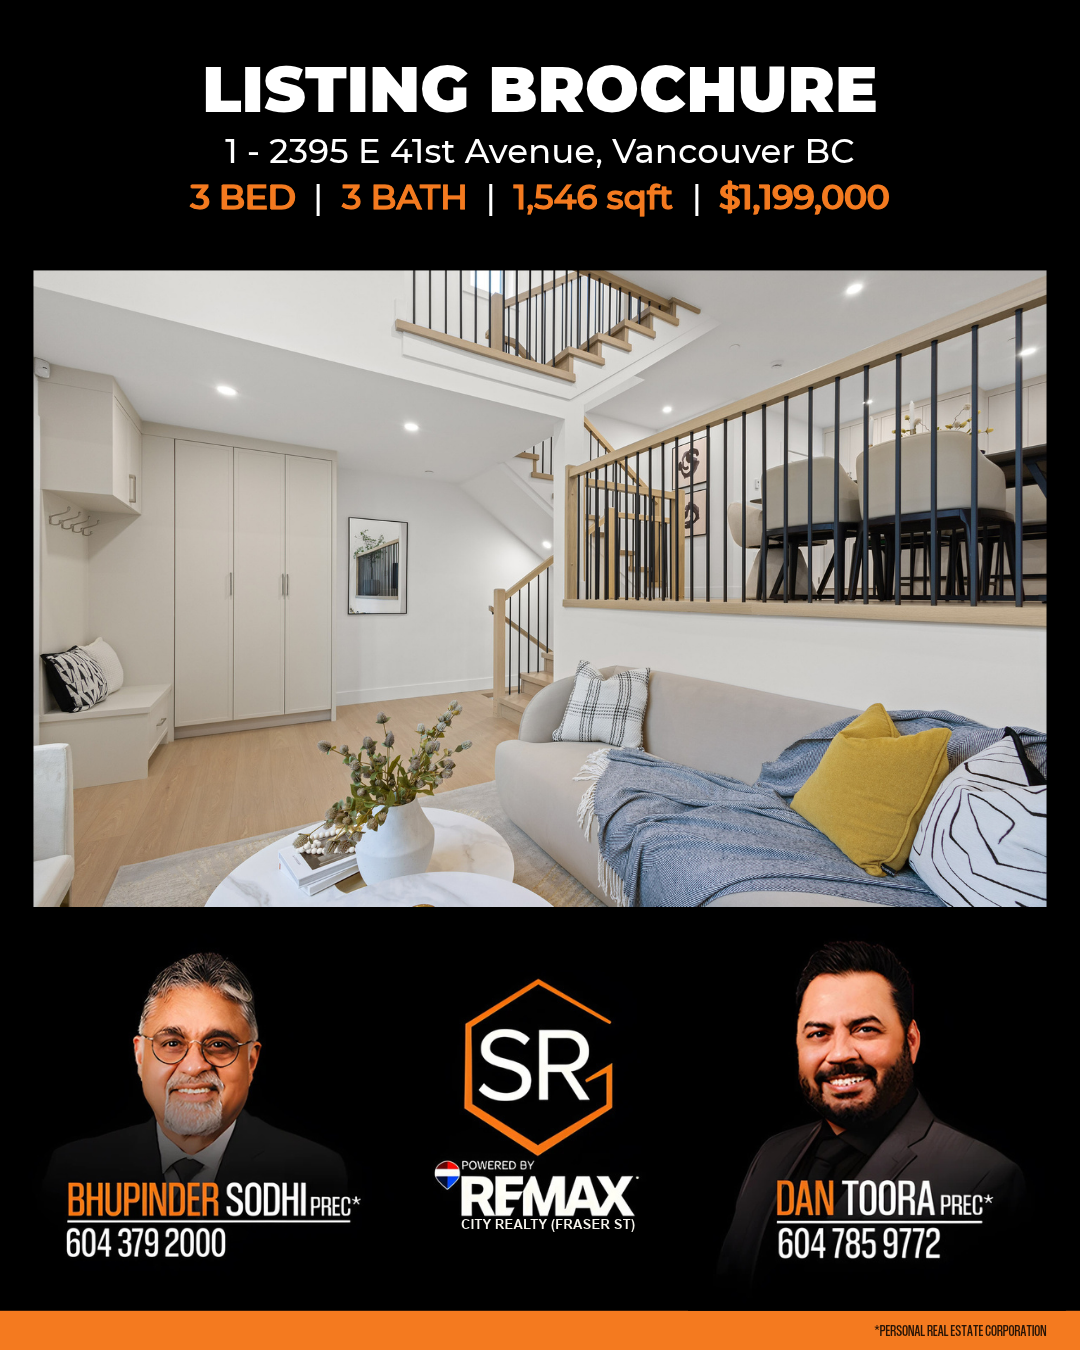 LISTING BROCHURE
1 - 2395 E 41st Avenue, Vancouver BC
3 BED | 3 BATH | 1,546 sqft | $1,199,000
SR
POWERED BY
REMAX
CITY REALTY (FRASER ST)
BHUPINDER SODHI PREC*
604 379 2000
DAN TOORA PREC*
604 785 9772
*PERSONAL REAL ESTATE CORPORATION